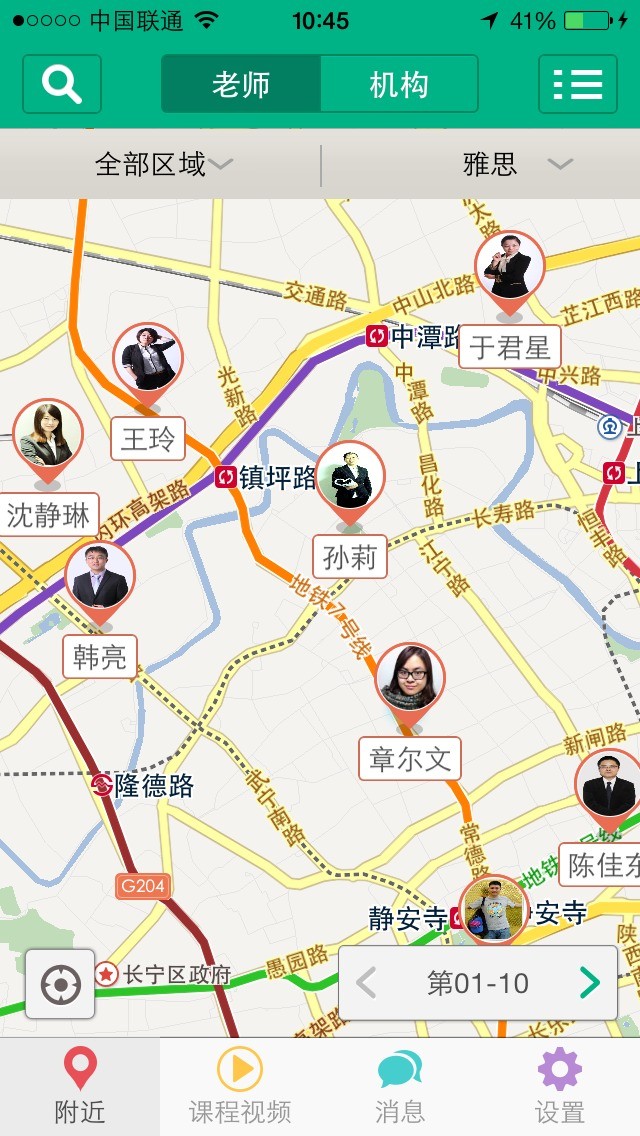 中国联通
10:45
41%
老师
机构
全部区域
雅思
交通路
中山北路
芷江西路
中潭路
于君星
光新路
中潭路
中兴路
王玲
镇坪路
沈静琳
内环高架路
昌化路
长寿路
恒丰路
孙莉
江宁路
地铁7号线
韩亮
章尔文
新闸路
隆德路
武宁南路
常德路
陈佳东
G204
静安寺
静安寺
愚园路
长宁区政府
第01-10
附近
课程视频
消息
设置